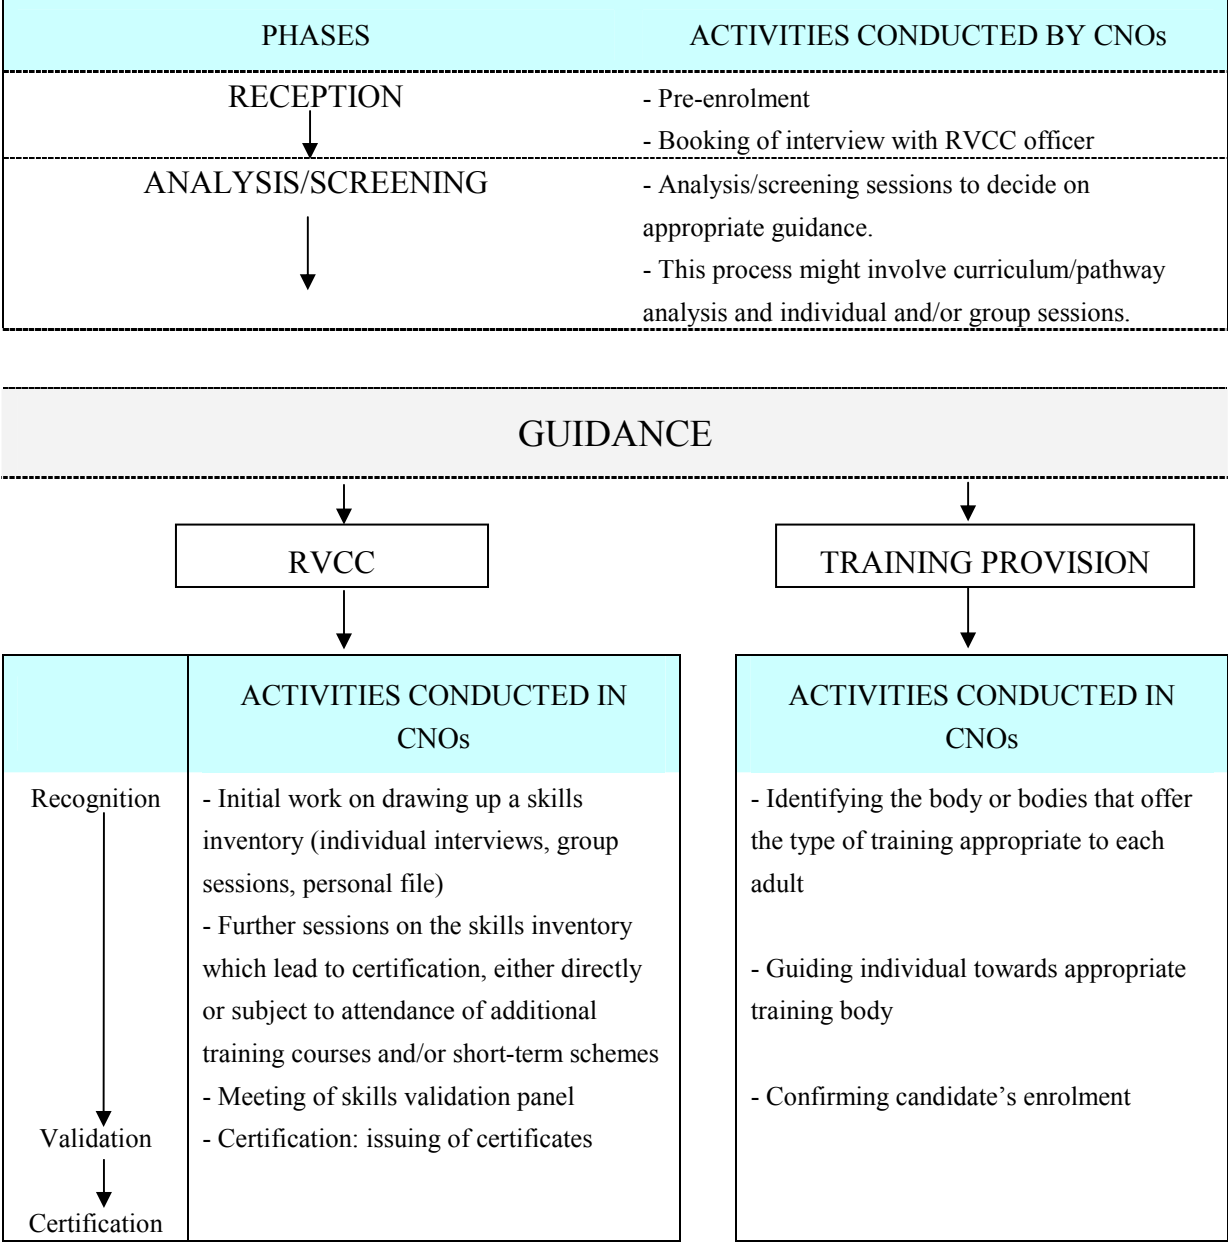 PHASES
ACTIVITIES CONDUCTED BY CNOs
RECEPTION
- Pre-enrolment
- Booking of interview with RVCC officer
ANALYSIS/SCREENING
- Analysis/screening sessions to decide on
appropriate guidance.
- This process might involve curriculum/pathway
analysis and individual and/or group sessions.
GUIDANCE
RVCC
TRAINING PROVISION
ACTIVITIES CONDUCTED IN
CNOs
Recognition
Validation
Certification
- Initial work on drawing up a skills
inventory (individual interviews, group
sessions, personal file)
- Further sessions on the skills inventory
which lead to certification, either directly
or subject to attendance of additional
training courses and/or short-term schemes
- Meeting of skills validation panel
- Certification: issuing of certificates
ACTIVITIES CONDUCTED IN
CNOs
- Identifying the body or bodies that offer
the type of training appropriate to each
adult
- Guiding individual towards appropriate
training body
- Confirming candidate’s enrolment